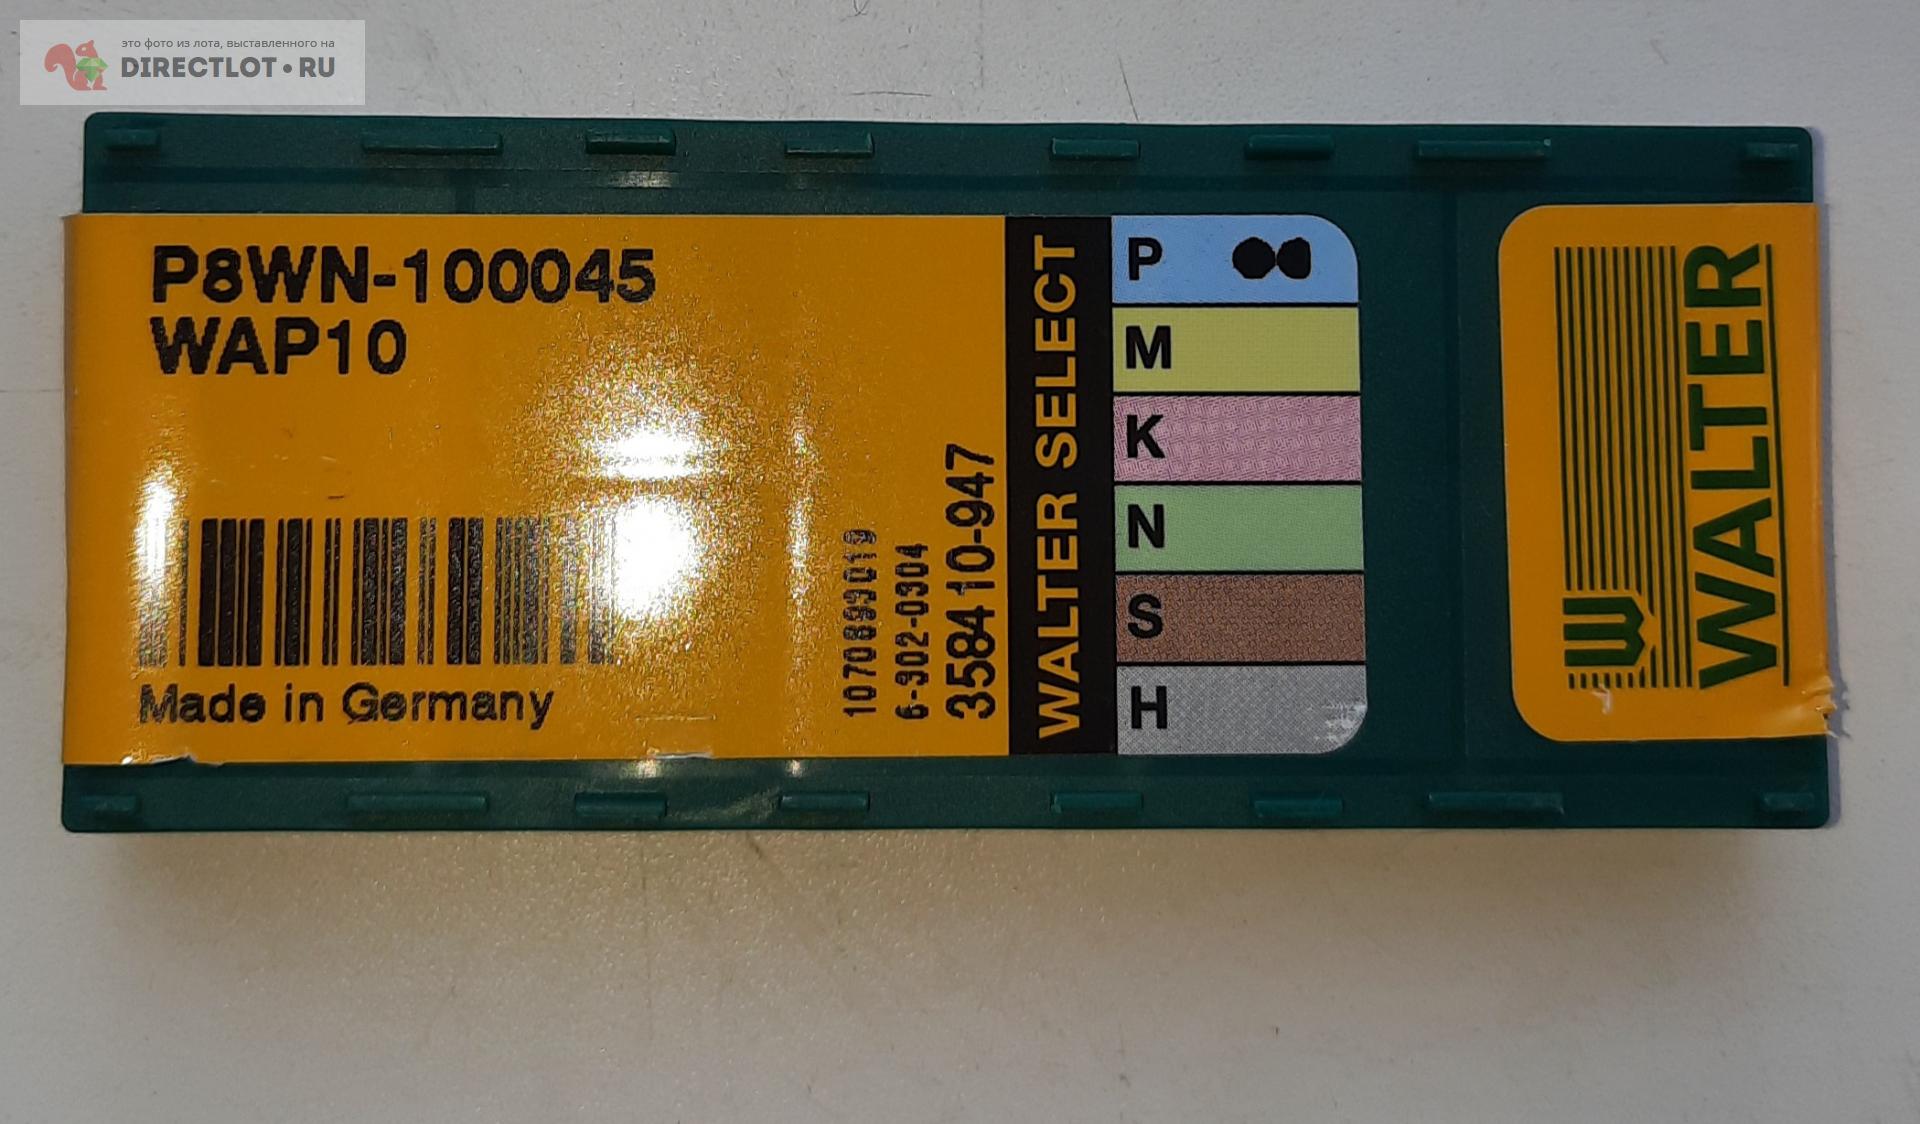 это фото из лота, выставленного на
DIRECTLOT•RU
P8WN-100045
WAP10
Made in Germany
6-302-0304
358410-947
WALTER SELECT
P
M
K
N
S
H
W
WALTER